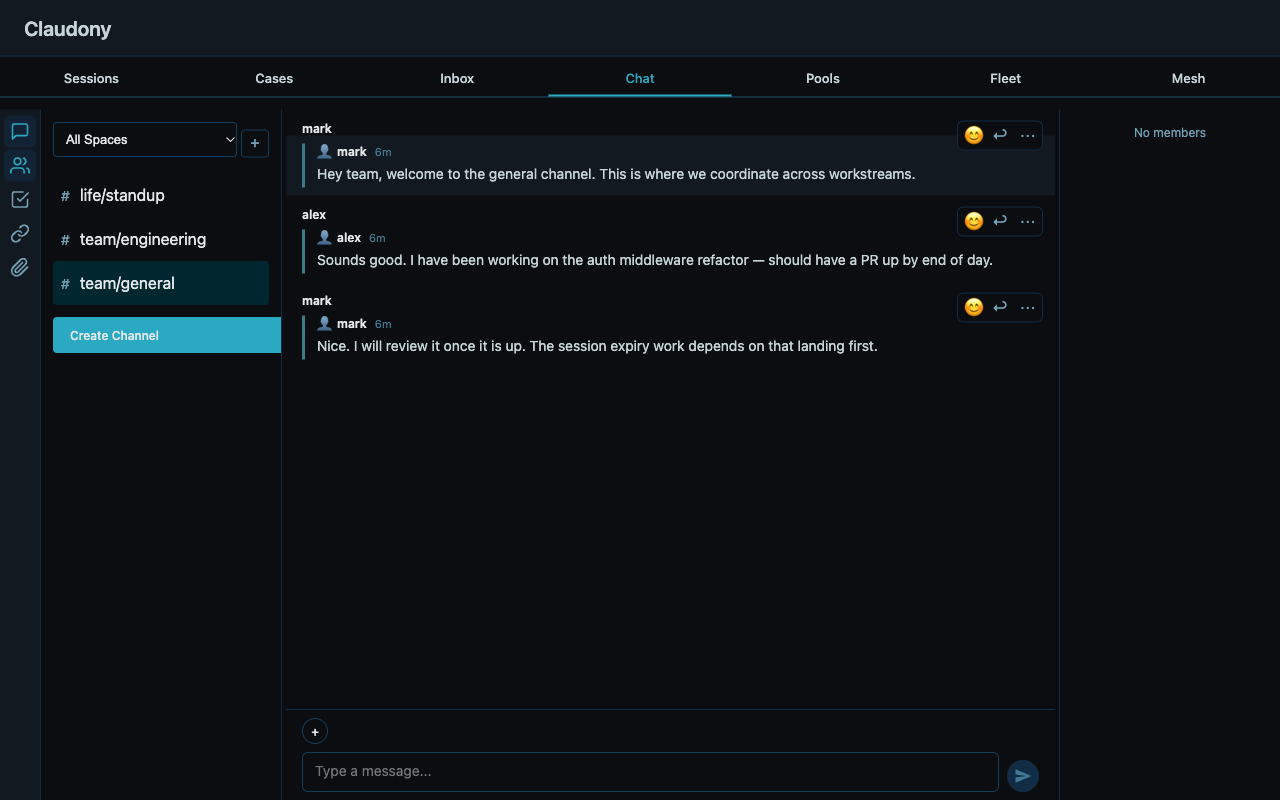 Claudony
Sessions Cases Inbox Chat Pools Fleet Mesh
All Spaces
+
# life/standup
# team/engineering
# team/general
Create Channel
mark
mark 6m
Hey team, welcome to the general channel. This is where we coordinate across workstreams.
alex
alex 6m
Sounds good. I have been working on the auth middleware refactor — should have a PR up by end of day.
mark
mark 6m
Nice. I will review it once it is up. The session expiry work depends on that landing first.
+
Type a message...
No members